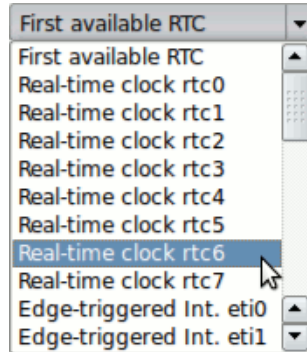 First available RTC
First available RTC
Real-time clock rtc0
Real-time clock rtc1
Real-time clock rtc2
Real-time clock rtc3
Real-time clock rtc4
Real-time clock rtc5
Real-time clock rtc6
Real-time clock rtc7
Edge-triggered Int. eti0
Edge-triggered Int. eti1